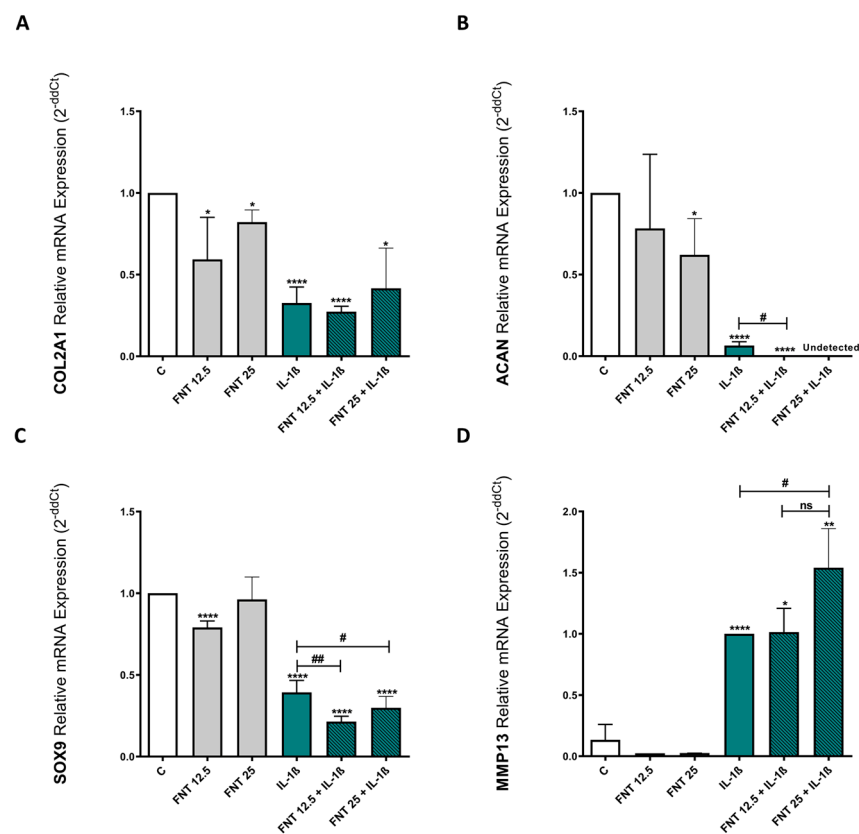 A
COL2A1 Relative mRNA Expression (2-ddCt)
1.5
1.0
0.5
0.0
*
*
****
****
*
C
FNT 12.5
FNT 25
IL-1ß
FNT 12.5 + IL-1ß
FNT 25 + IL-1ß
B
ACAN Relative mRNA Expression (2-ddCt)
1.5
1.0
0.5
0.0
*
#
****
****
Undetected
C
FNT 12.5
FNT 25
IL-1ß
FNT 12.5 + IL-1ß
FNT 25 + IL-1ß
C
SOX9 Relative mRNA Expression (2-ddCt)
1.5
1.0
0.5
0.0
****
#
##
****
****
****
C
FNT 12.5
FNT 25
IL-1ß
FNT 12.5 + IL-1ß
FNT 25 + IL-1ß
D
MMP13 Relative mRNA Expression (2-ddCt)
2.0
1.5
1.0
0.5
0.0
#
ns
**
****
*
C
FNT 12.5
FNT 25
IL-1ß
FNT 12.5 + IL-1ß
FNT 25 + IL-1ß